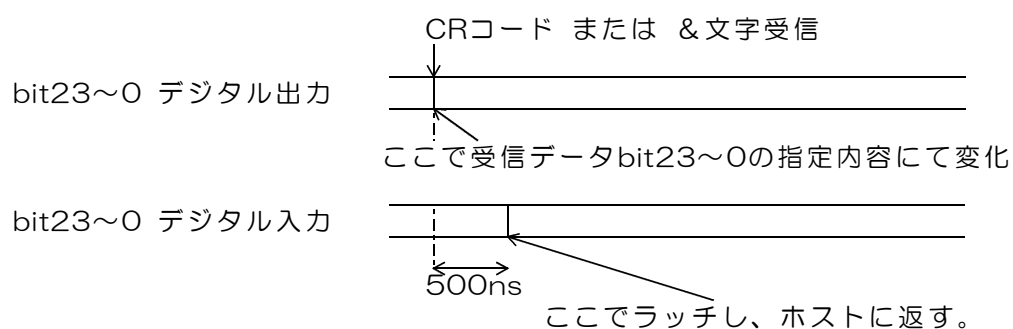 CRコード または ＆文字受信
bit23～0 デジタル出力
ここで受信データbit23～0の指定内容にて変化
bit23～0 デジタル入力
500ns
ここでラッチし、ホストに返す。